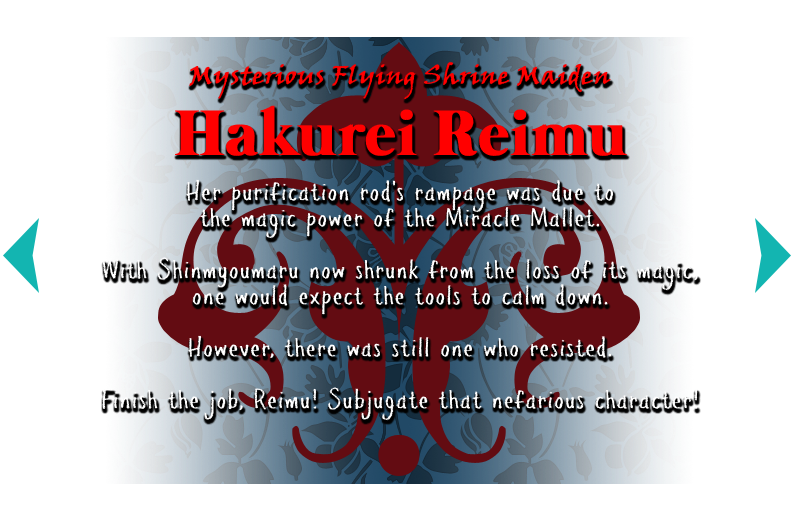 Mysterious Flying Shrine Maiden
Hakurei Reimu
Her purification rod's rampage was due to
the magic power of the Miracle Mallet.
With Shinmyoumaru now shrunk from the loss of its magic,
one would expect the tools to calm down.
However, there was still one who resisted.
Finish the job, Reimu! Subjugate that nefarious character!